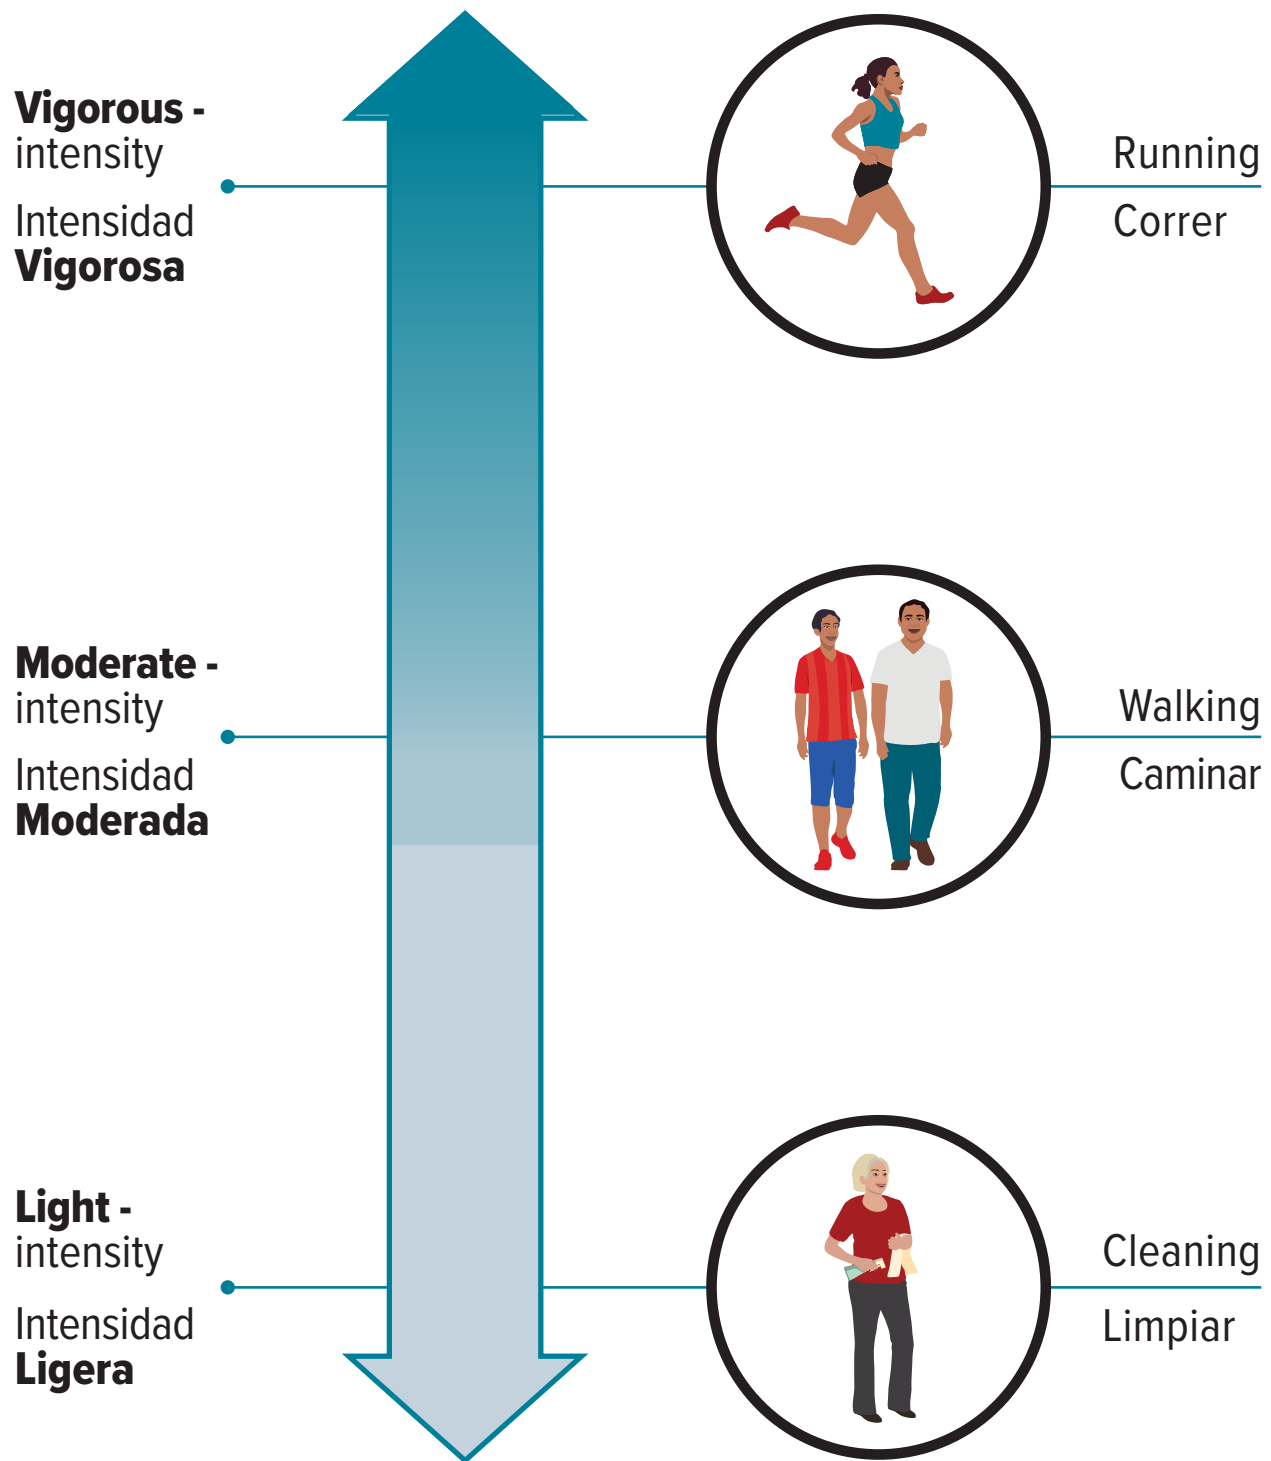 Vigorous -
intensity
Intensidad
Vigorosa
Running
Correr
Moderate -
intensity
Intensidad
Moderada
Walking
Caminar
Light -
intensity
Intensidad
Ligera
Cleaning
Limpiar